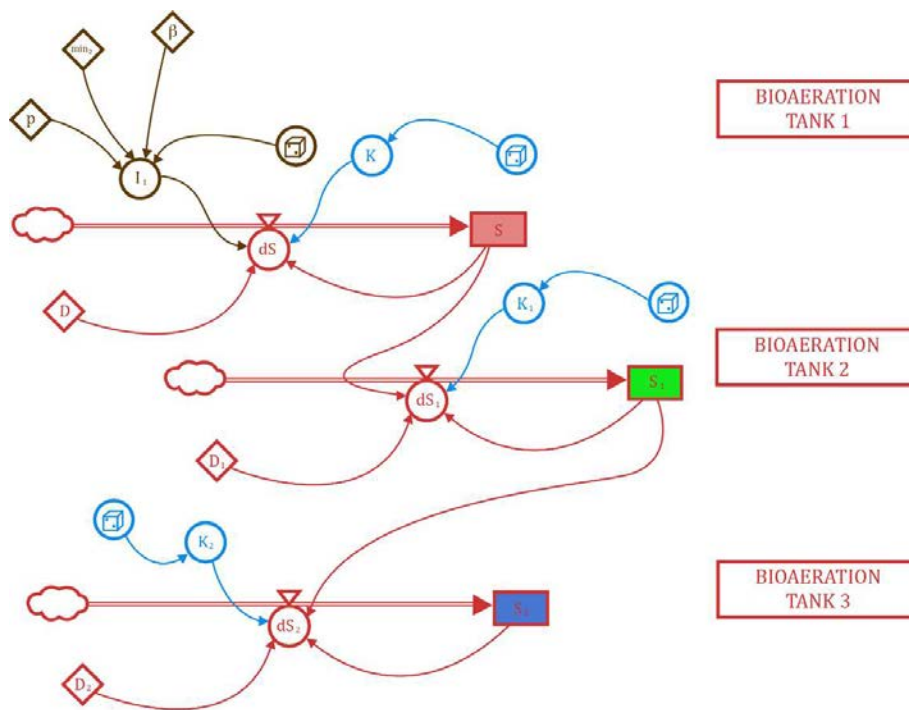 β
min₂
p
I₁
K
BIOAERATION
TANK 1
S
dS
D
K₁
BIOAERATION
TANK 2
S₁
dS₁
D₁
K₂
BIOAERATION
TANK 3
S₂
dS₂
D₂